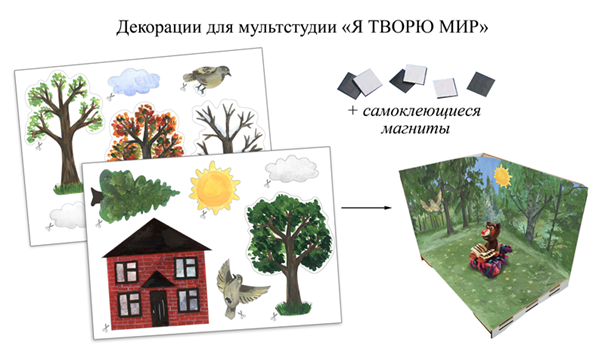 Декорации для мультстудии «Я ТВОРЮ МИР»
+ самоклеющиеся
магниты